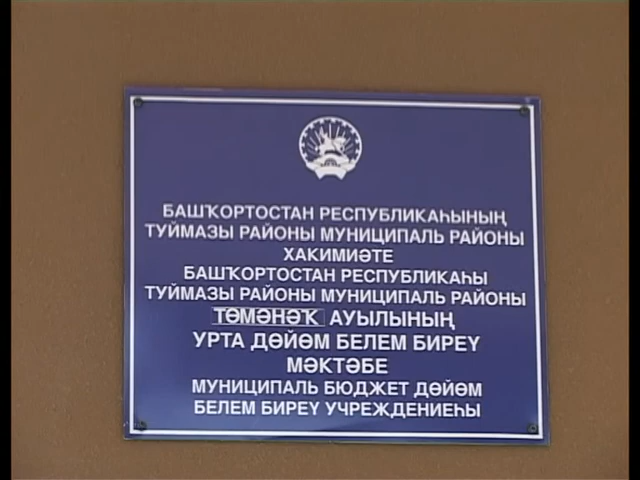 БАШҠОРТОСТАН РЕСПУБЛИКАҺЫНЫҢ
ТУЙМАЗЫ РАЙОНЫ МУНИЦИПАЛЬ РАЙОНЫ
ХАКИМИӘТЕ
БАШҠОРТОСТАН РЕСПУБЛИКАҺЫ
ТУЙМАЗЫ РАЙОНЫ МУНИЦИПАЛЬ РАЙОНЫ
ТӨМӘНӘҠ АУЫЛЫНЫҢ
УРТА ДӨЙӨМ БЕЛЕМ БИРЕҮ
МӘКТӘБЕ
МУНИЦИПАЛЬ БЮДЖЕТ ДӨЙӨМ
БЕЛЕМ БИРЕҮ УЧРЕЖДЕНИЕҺЫ